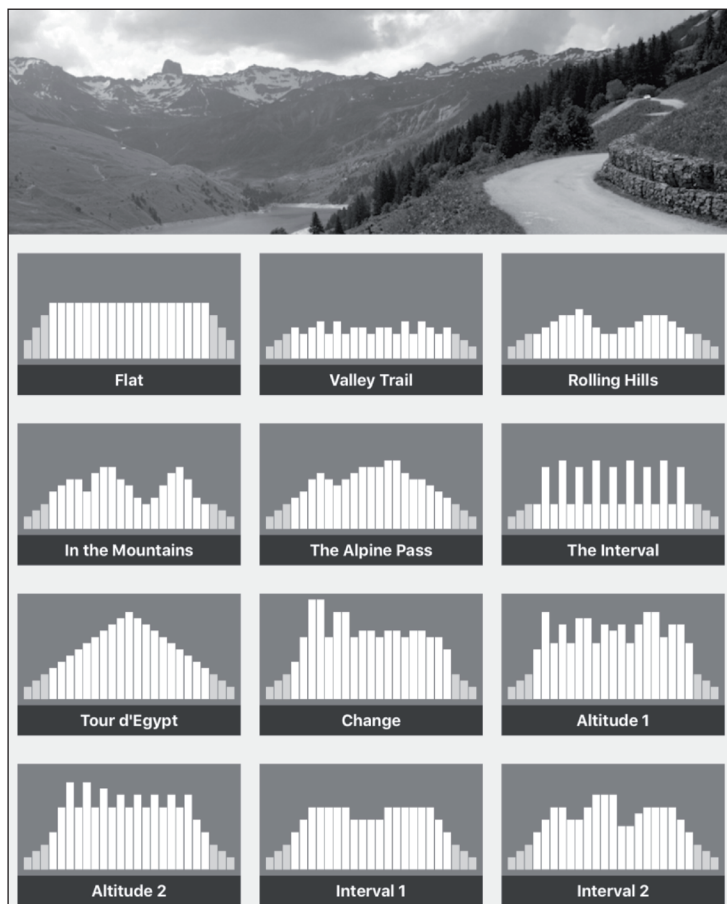 Flat
Valley Trail
Rolling Hills
In the Mountains
The Alpine Pass
The Interval
Tour d'Egypt
Change
Altitude 1
Altitude 2
Interval 1
Interval 2